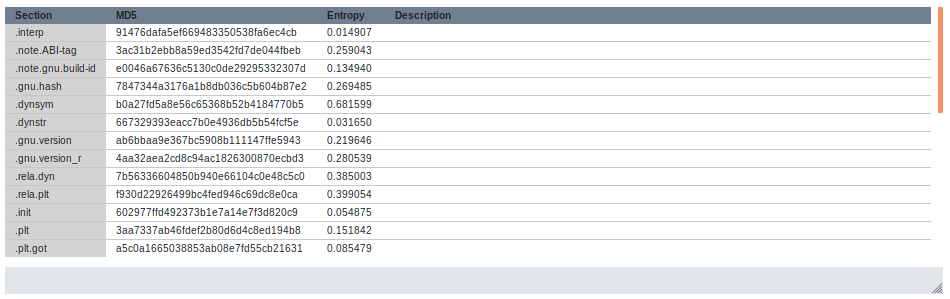 Section MD5 Entropy Description
.interp 91476dafa5ef669483350538fa6ec4cb 0.014907
.note.ABI-tag 3ac31b2ebb8a59ed3542fd7de044fbeb 0.259043
.note.gnu.build-id e0046a67636c5130c0de29295332307d 0.134940
.gnu.hash 7847344a3176a1b8db036c5b604b87e2 0.269485
.dynsym b0a27fd5a8e56c65368b52b4184770b5 0.681599
.dynstr 667329393eacc7b0e4936db5b54fcf5e 0.031650
.gnu.version ab6bbaa9e367bc5908b111147ffe5943 0.219646
.gnu.version_r 4aa32aea2cd8c94ac1826300870ecbd3 0.280539
.rela.dyn 7b56336604850b940e66104c0e48c5c0 0.385003
.rela.plt f930d22926499bc4fed946c69dc8e0ca 0.399054
.init 602977ffd492373b1e7a14e7f3d820c9 0.054875
.plt 3aa7337ab46fdef2b80d6d4c8ed194b8 0.151842
.plt.got a5c0a1665038853ab08e7fd55cb21631 0.085479